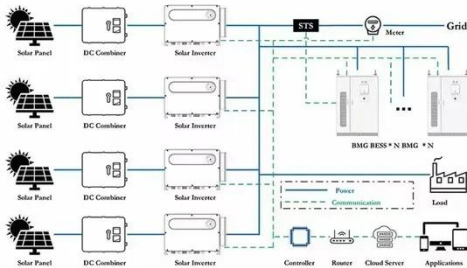 STS
Meter
Grid
Solar Panel DC Combiner Solar Inverter
Solar Panel DC Combiner Solar Inverter
BMG BESS * N BMG * N
Solar Panel DC Combiner Solar Inverter
Power
Communication
Load
Solar Panel DC Combiner Solar Inverter
Controller Router Cloud Server Applications